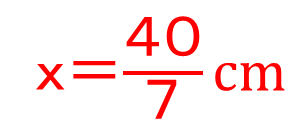 x = 40/7 cm